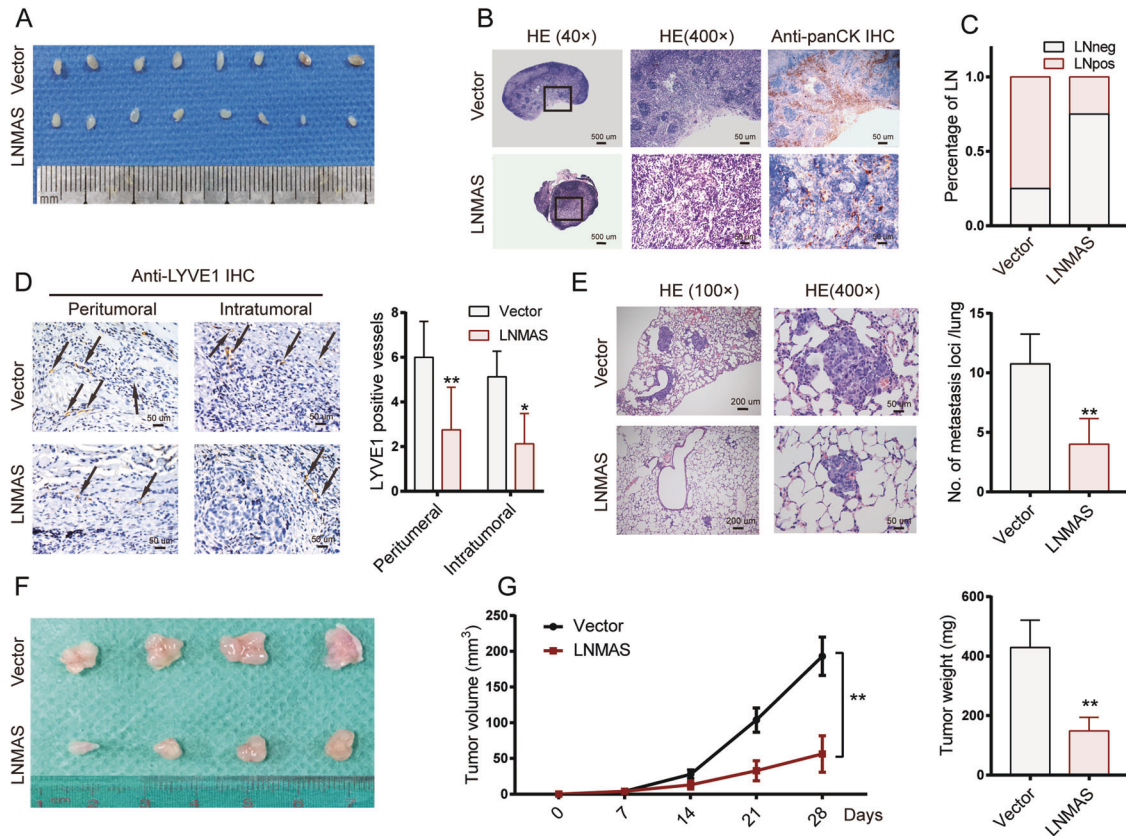 A
Vector
LNMAS
mm
B
HE (40×)
HE(400×)
Anti-panCK IHC
Vector
500 um
50 um
50 um
LNMAS
500 um
50 um
50 um
C
LNneg
LNpos
Percentage of LN
1.0
0.5
0.0
Vector
LNMAS
D
Anti-LYVE1 IHC
Peritumoral
Intratumoral
Vector
50 um
50 um
LNMAS
50 um
50 um
Vector
LNMAS
LYVE1 positive vessels
8
6
4
2
0
**
*
Peritumeral
Intratumoral
E
HE (100×)
HE(400×)
Vector
200 um
50 um
LNMAS
200 um
50 um
No. of metastasis loci /lung
15
10
5
0
**
Vector
LNMAS
F
Vector
LNMAS
G
Vector
LNMAS
Tumor volume (mm³)
250
200
150
100
50
0
**
0
7
14
21
28
Days
Tumor weight (mg)
600
400
200
0
**
Vector
LNMAS